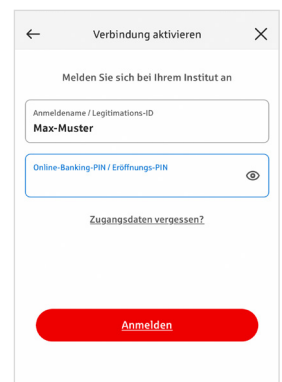 Verbindung aktivieren
Melden Sie sich bei Ihrem Institut an
Anmeldename / Legitimations-ID
Max-Muster
Online-Banking-PIN / Eröffnungs-PIN
Zugangsdaten vergessen?
Anmelden